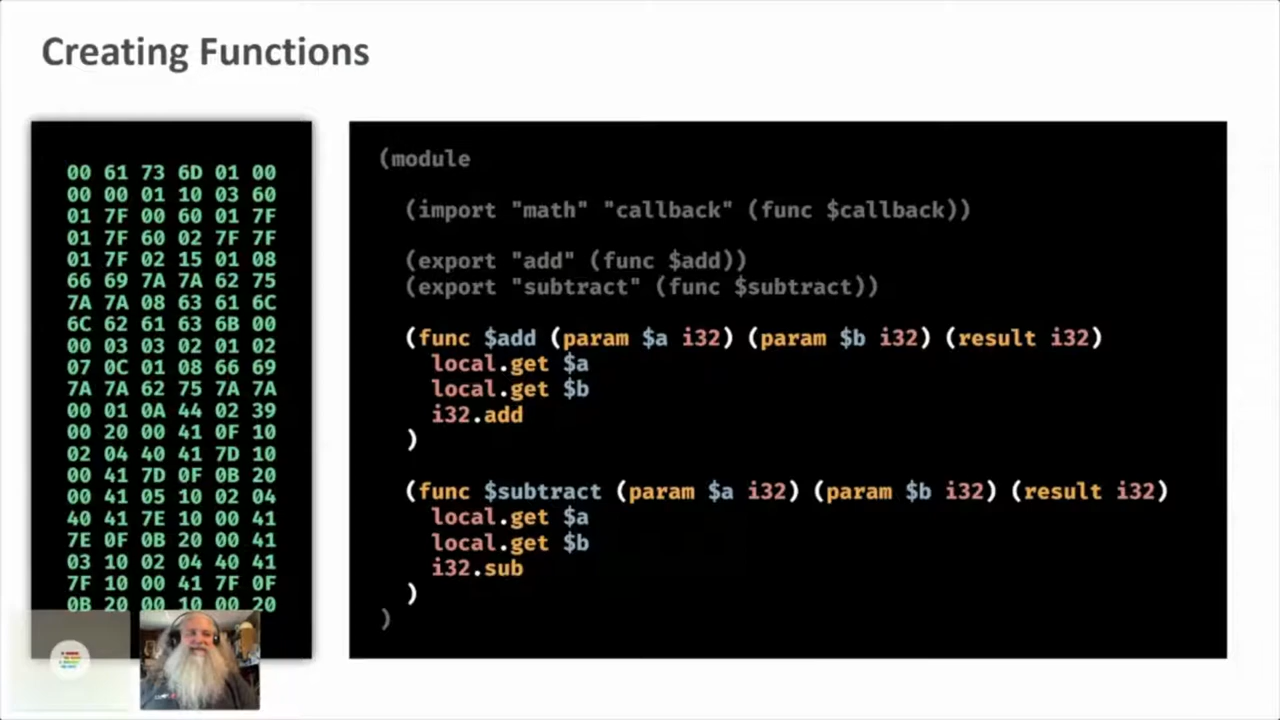 Creating Functions
00 61 73 6D 01 00
00 00 01 10 03 60
01 7F 00 60 01 7F
01 7F 60 02 7F 7F
01 7F 02 15 01 08
66 69 7A 7A 62 75
7A 7A 08 63 61 6C
6C 62 61 63 6B 00
00 03 03 02 01 02
07 0C 01 08 66 69
7A 7A 62 75 7A 7A
00 01 0A 44 02 39
00 20 00 41 0F 10
02 04 40 41 7D 10
00 41 7D 0F 0B 20
00 41 05 10 02 04
40 41 7E 10 00 41
7E 0F 0B 20 00 41
03 10 02 04 40 41
7F 10 00 41 7F 0F
0B 20 00 10 00 20
(module
(import "math" "callback" (func $callback))
(export "add" (func $add))
(export "subtract" (func $subtract))
(func $add (param $a i32) (param $b i32) (result i32)
local.get $a
local.get $b
i32.add
)
(func $subtract (param $a i32) (param $b i32) (result i32)
local.get $a
local.get $b
i32.sub
)
)